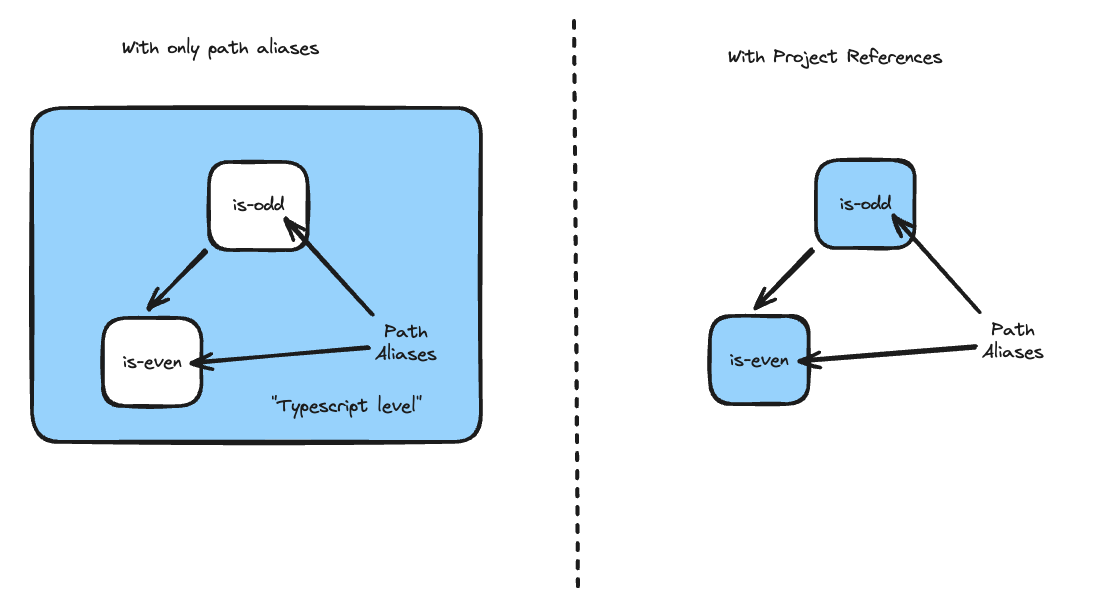 With only path aliases
is-odd
is-even
Path
Aliases
"Typescript level"
With Project References
is-odd
is-even
Path
Aliases